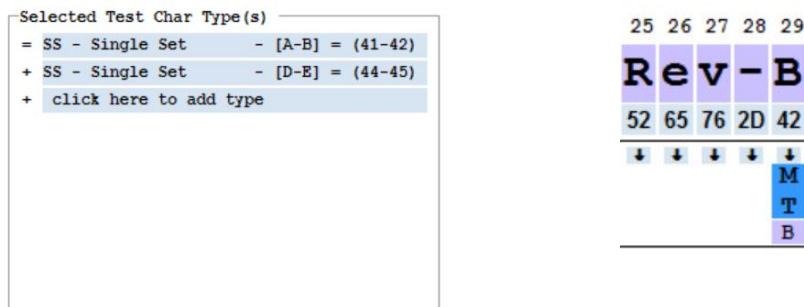 Selected Test Char Type(s)
= SS - Single Set - [A-B] = (41-42)
+ SS - Single Set - [D-E] = (44-45)
+ click here to add type
25 26 27 28 29
R e v - B
52 65 76 2D 42
↓ ↓ ↓ ↓ ↓
M
T
B